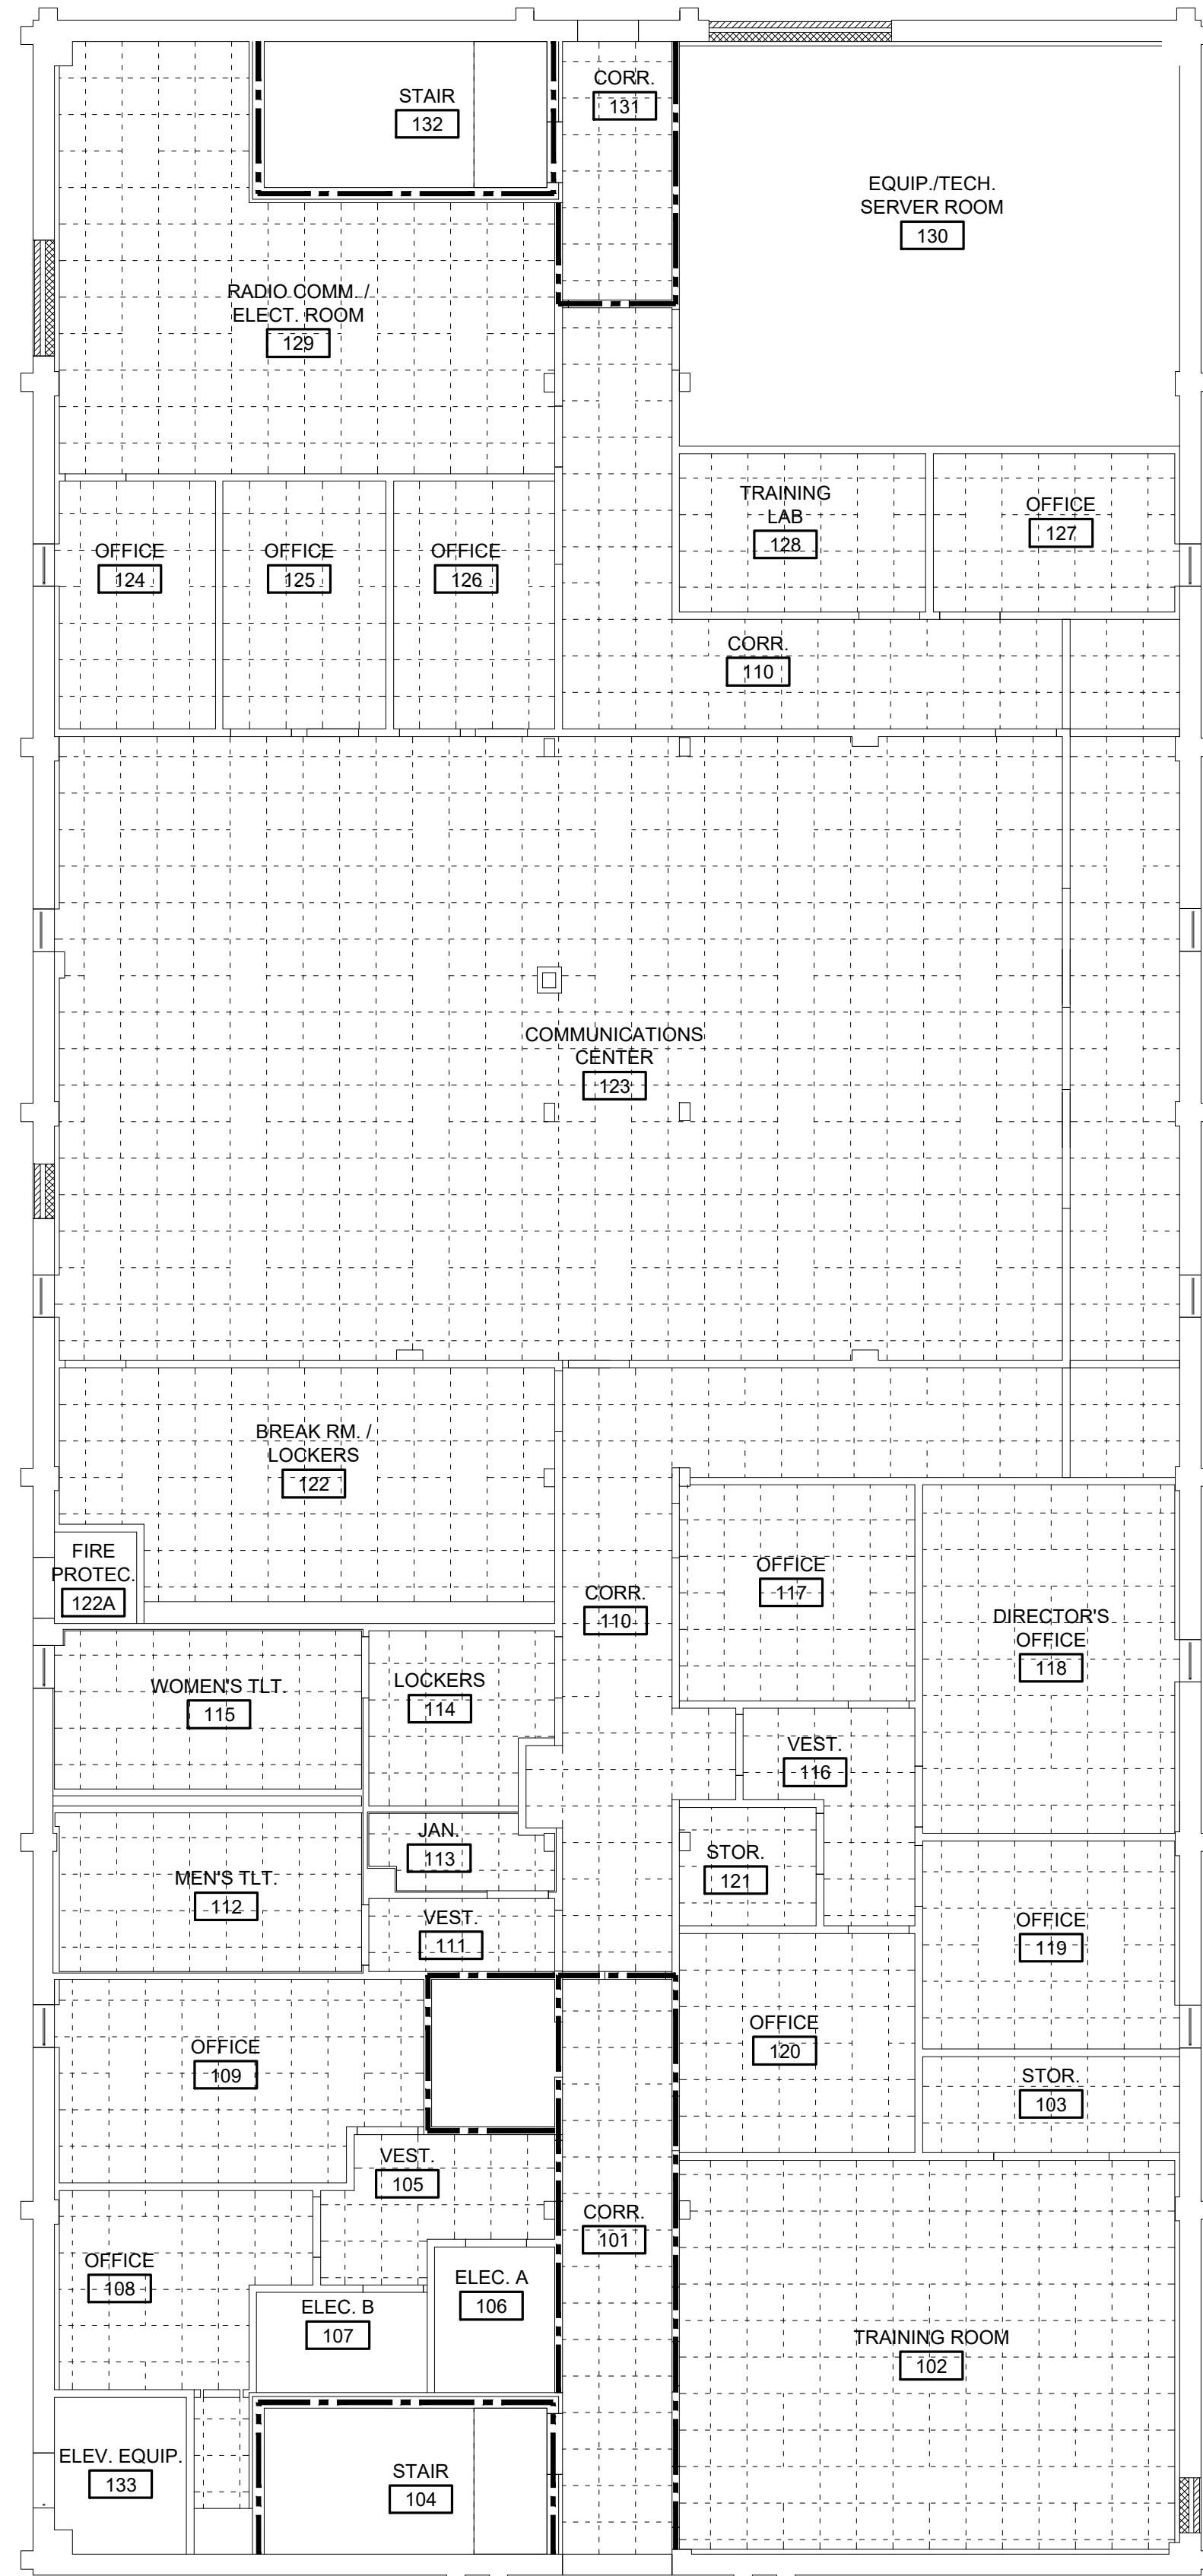 CORR.
131
STAIR
132
EQUIP./TECH.
SERVER ROOM
130
RADIO COMM. /
ELECT. ROOM
129
TRAINING
LAB
128
OFFICE
127
OFFICE
124
OFFICE
125
OFFICE
126
CORR.
110
COMMUNICATIONS
CENTER
123
BREAK RM. /
LOCKERS
122
FIRE
PROTEC.
122A
OFFICE
117
CORR.
110
DIRECTOR'S
OFFICE
118
WOMEN'S TLT.
115
LOCKERS
114
VEST.
116
JAN.
113
STOR.
121
MEN'S TLT.
112
VEST.
111
OFFICE
119
OFFICE
109
OFFICE
120
STOR.
103
VEST.
105
CORR.
101
OFFICE
108
ELEC. A
106
ELEC. B
107
TRAINING ROOM
102
ELEV. EQUIP.
133
STAIR
104